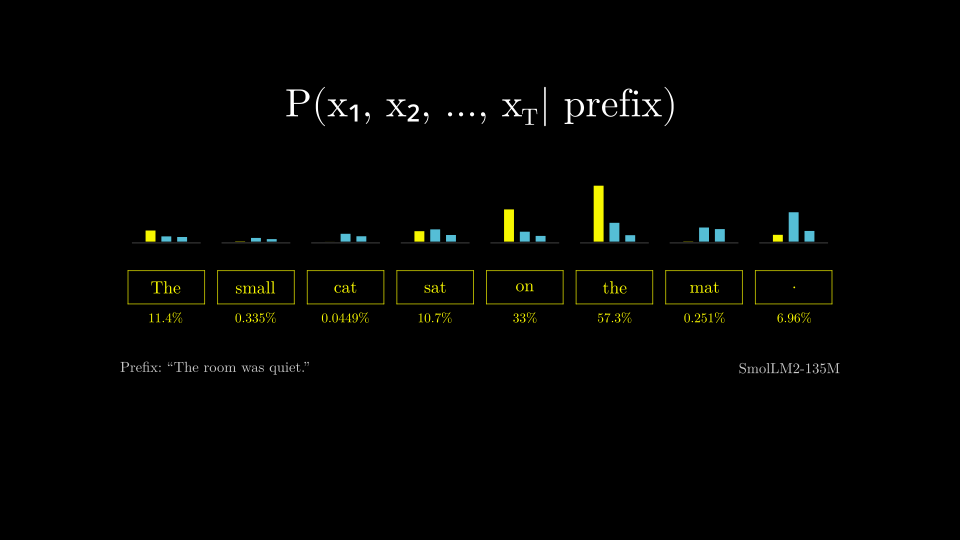 P(x₁, x₂, ..., x_T| prefix)
The small cat sat on the mat .
11.4% 0.335% 0.0449% 10.7% 33% 57.3% 0.251% 6.96%
Prefix: “The room was quiet.” SmolLM2-135M